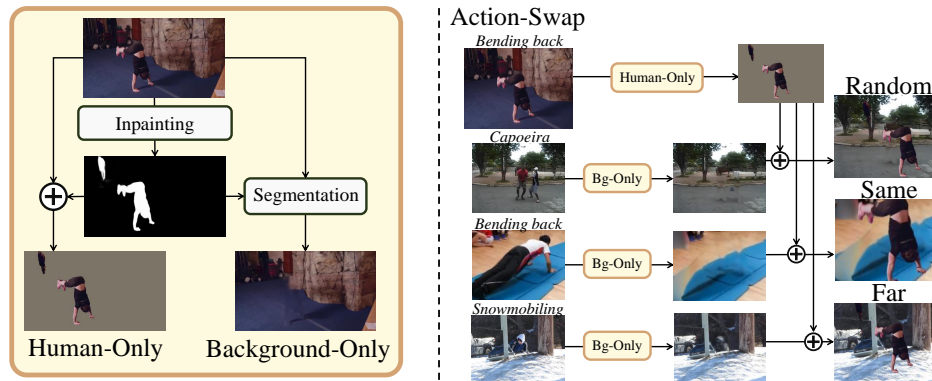 Inpainting
Segmentation
Human-Only
Background-Only
Action-Swap
Bending back
Human-Only
Random
Capoeira
Bg-Only
Same
Bending back
Bg-Only
Far
Snowmobiling
Bg-Only